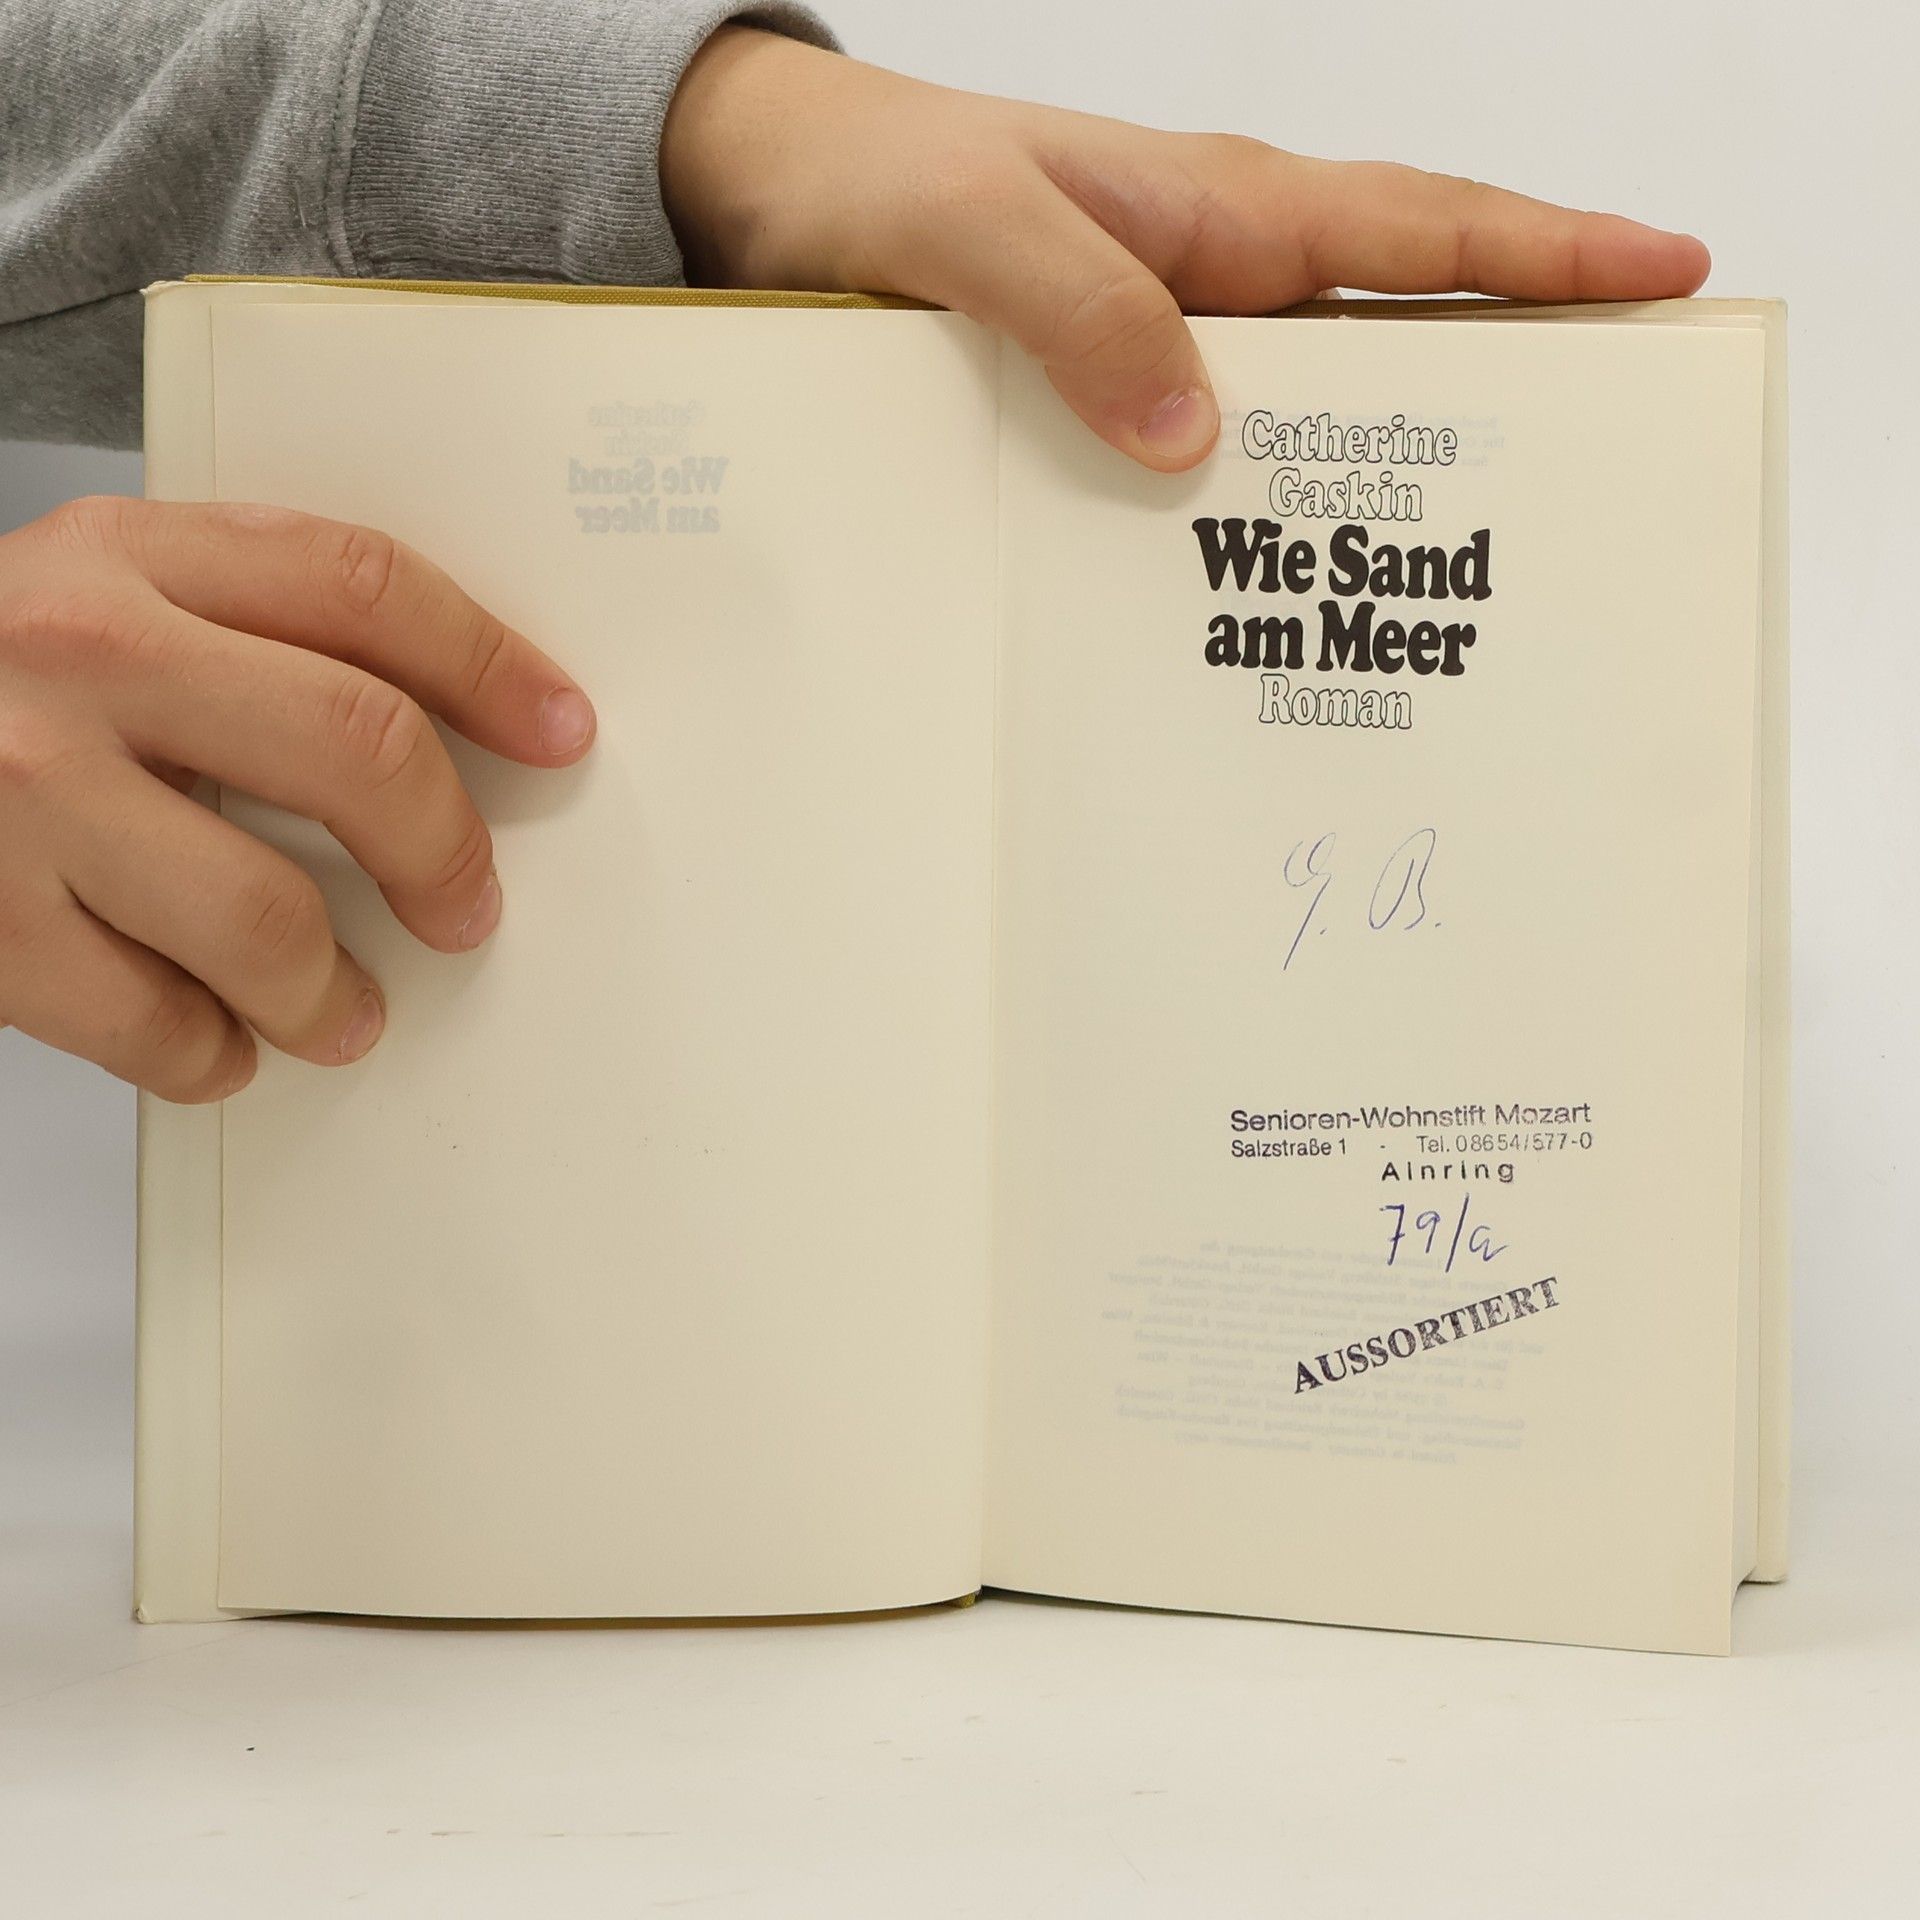 Catherine
Gaskin
Wie Sand
am Meer
Roman
G. B.
Senioren-Wohnstift Mozart
Salzstraße 1 - Tel. 08654/577-0
Ainring
79/a
AUSSORTIERT